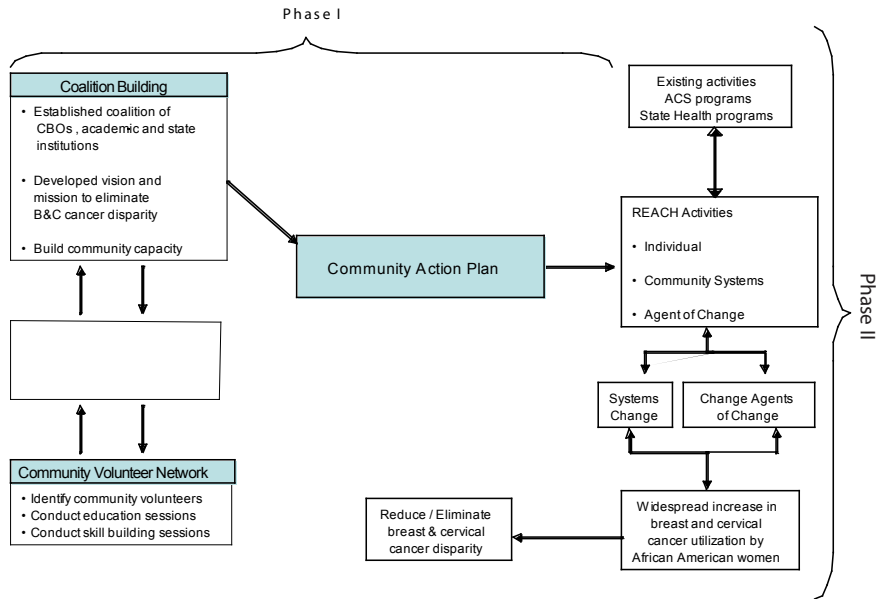 Phase I
Coalition Building
• Established coalition of
CBOs , academic and state
institutions
• Developed vision and
mission to eliminate
B&C cancer disparity
• Build community capacity
Community Volunteer Network
• Identify community volunteers
• Conduct education sessions
• Conduct skill building sessions
Community Action Plan
Existing activities
ACS programs
State Health programs
REACH Activities
• Individual
• Community Systems
• Agent of Change
Systems
Change
Change Agents
of Change
Widespread increase in
breast and cervical
cancer utilization by
African American women
Reduce / Eliminate
breast & cervical
cancer disparity
Phase II